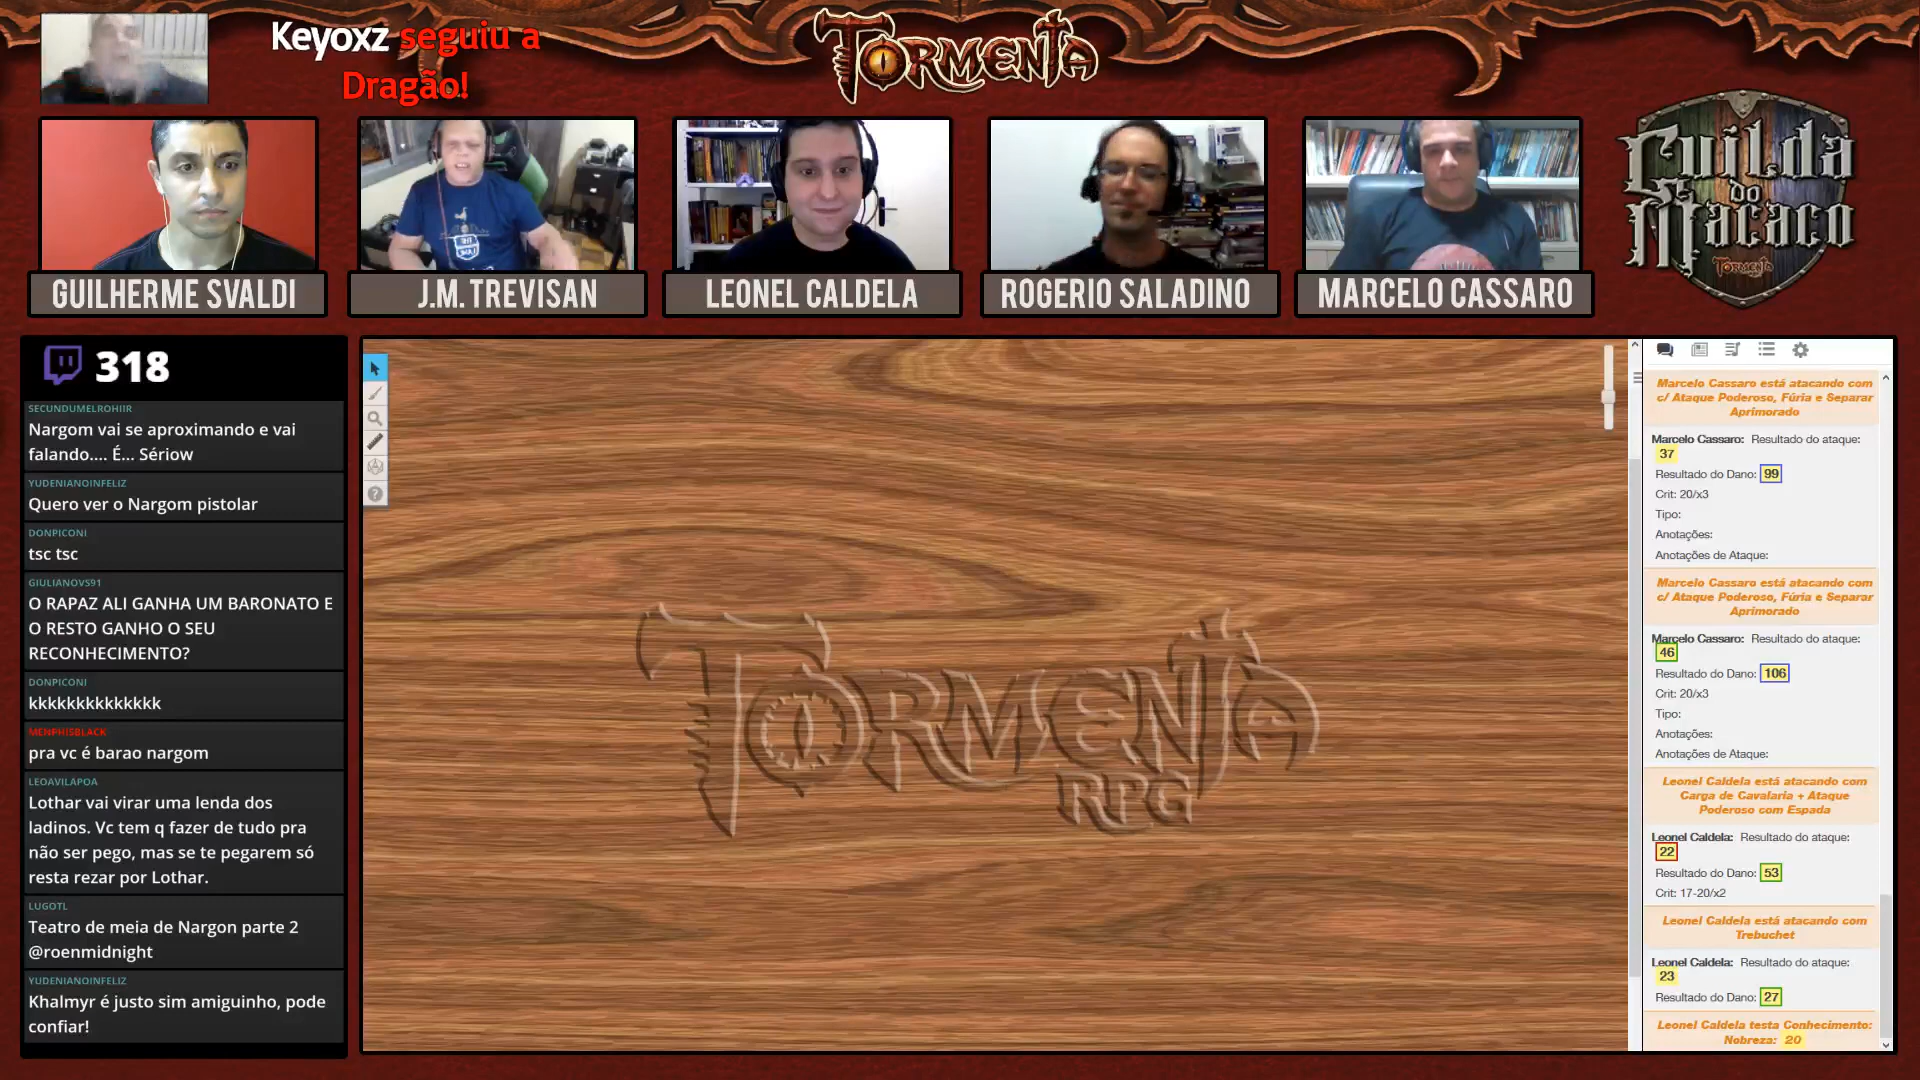 Keyoxz seguiu a
Dragão!
TORMENTA
Guilda
do
Macaco
TORMENTA
GUILHERME SVALDI
J.M. TREVISAN
LEONEL CALDELA
ROGERIO SALADINO
MARCELO CASSARO
318
SECUNDUMELROHIIR
Nargom vai se aproximando e vai
falando.... É... Sériow
YUDENIANOINFELIZ
Quero ver o Nargom pistolar
DONPICONI
tsc tsc
GIULIANOVS91
O RAPAZ ALI GANHA UM BARONATO E
O RESTO GANHO O SEU
RECONHECIMENTO?
DONPICONI
kkkkkkkkkkkkkk
MENPHISBLACK
pra vc é barao nargom
LEOAVILAPOA
Lothar vai virar uma lenda dos
ladinos. Vc tem q fazer de tudo pra
não ser pego, mas se te pegarem só
resta rezar por Lothar.
LUGOTL
Teatro de meia de Nargon parte 2
@roenmidnight
YUDENIANOINFELIZ
Khalmyr é justo sim amiguinho, pode
confiar!
TORMENTA
RPG
Marcelo Cassaro está atacando com
c/ Ataque Poderoso, Fúria e Separar
Aprimorado
Marcelo Cassaro: Resultado do ataque:
37
Resultado do Dano: 99
Crit: 20/x3
Tipo:
Anotações:
Anotações de Ataque:
Marcelo Cassaro está atacando com
c/ Ataque Poderoso, Fúria e Separar
Aprimorado
Marcelo Cassaro: Resultado do ataque:
46
Resultado do Dano: 106
Crit: 20/x3
Tipo:
Anotações:
Anotações de Ataque:
Leonel Caldela está atacando com
Carga de Cavalaria + Ataque
Poderoso com Espada
Leonel Caldela: Resultado do ataque:
22
Resultado do Dano: 53
Crit: 17-20/x2
Leonel Caldela está atacando com
Trebuchet
Leonel Caldela: Resultado do ataque:
23
Resultado do Dano: 27
Leonel Caldela testa Conhecimento:
Nobreza: 20